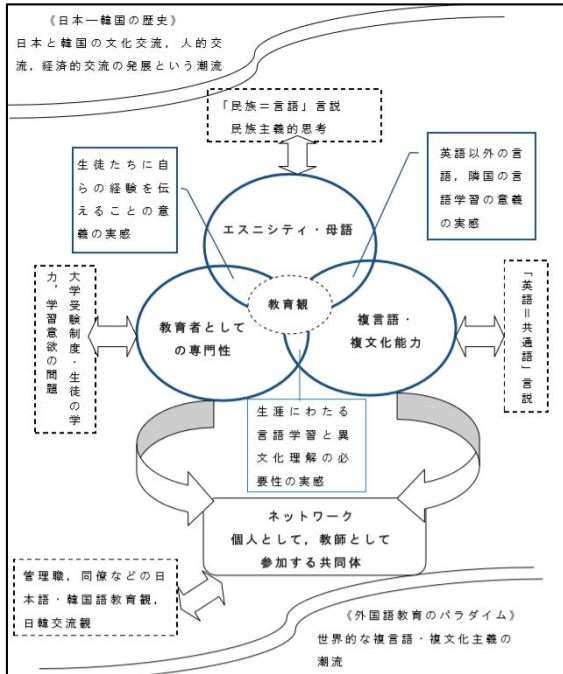 《日本―韓国の歴史》
日本と韓国の文化交流，人的交
流，経済的交流の発展という潮流
「民族＝言語」言説
民族主義的思考
生徒たちに自
らの経験を伝
えることの意
義の実感
英語以外の言
語，隣国の言
語学習の意義
の実感
エスニシティ・母語
大学受験制度・生徒の学
力，学習意欲の問題
教育者として
の専門性
教育観
複言語・
複文化能力
「英語＝共通語」言説
生涯にわたる
言語学習と異
文化理解の必
要性の実感
ネットワーク
個人として，教師として
参加する共同体
管理職，同僚などの日
本語・韓国語教育観，
日韓交流観
《外国語教育のパラダイム》
世界的な複言語・複文化主義の
潮流